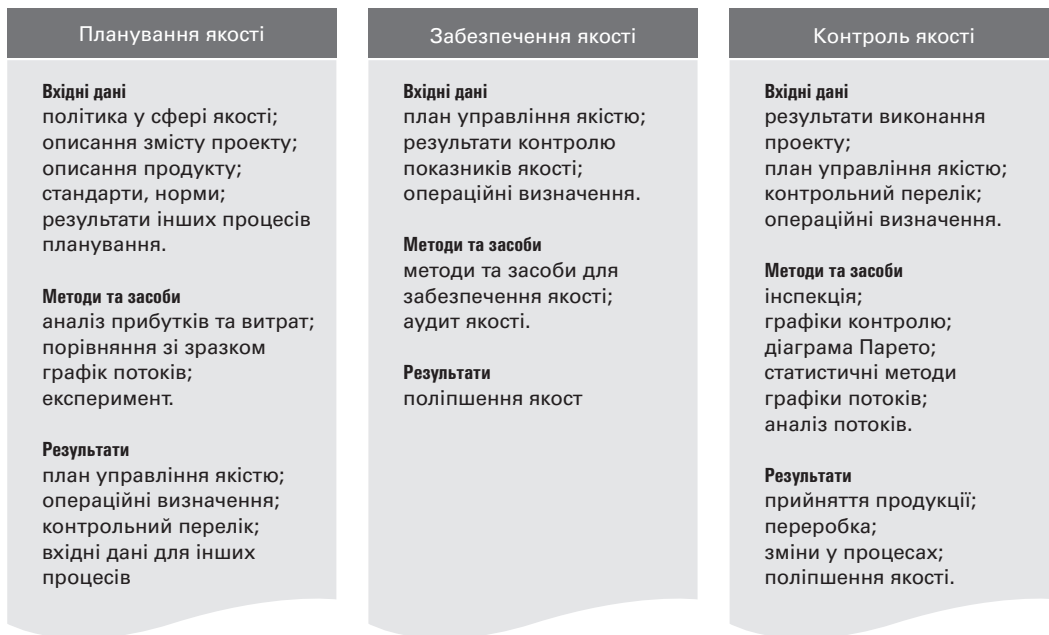 Планування якості
Вхідні дані
політика у сфері якості;
описання змісту проекту;
описання продукту;
стандарти, норми;
результати інших процесів
планування.
Методи та засоби
аналіз прибутків та витрат;
порівняння зі зразком
графік потоків;
експеримент.
Результати
план управління якістю;
операційні визначення;
контрольний перелік;
вхідні дані для інших
процесів
Забезпечення якості
Вхідні дані
план управління якістю;
результати контролю
показників якості;
операційні визначення.
Методи та засоби
методи та засоби для
забезпечення якості;
аудит якості.
Результати
поліпшення якост
Контроль якості
Вхідні дані
результати виконання
проекту;
план управління якістю;
контрольний перелік;
операційні визначення.
Методи та засоби
інспекція;
графіки контролю;
діаграма Парето;
статистичні методи
графіки потоків;
аналіз потоків.
Результати
прийняття продукції;
переробка;
зміни у процесах;
поліпшення якості.